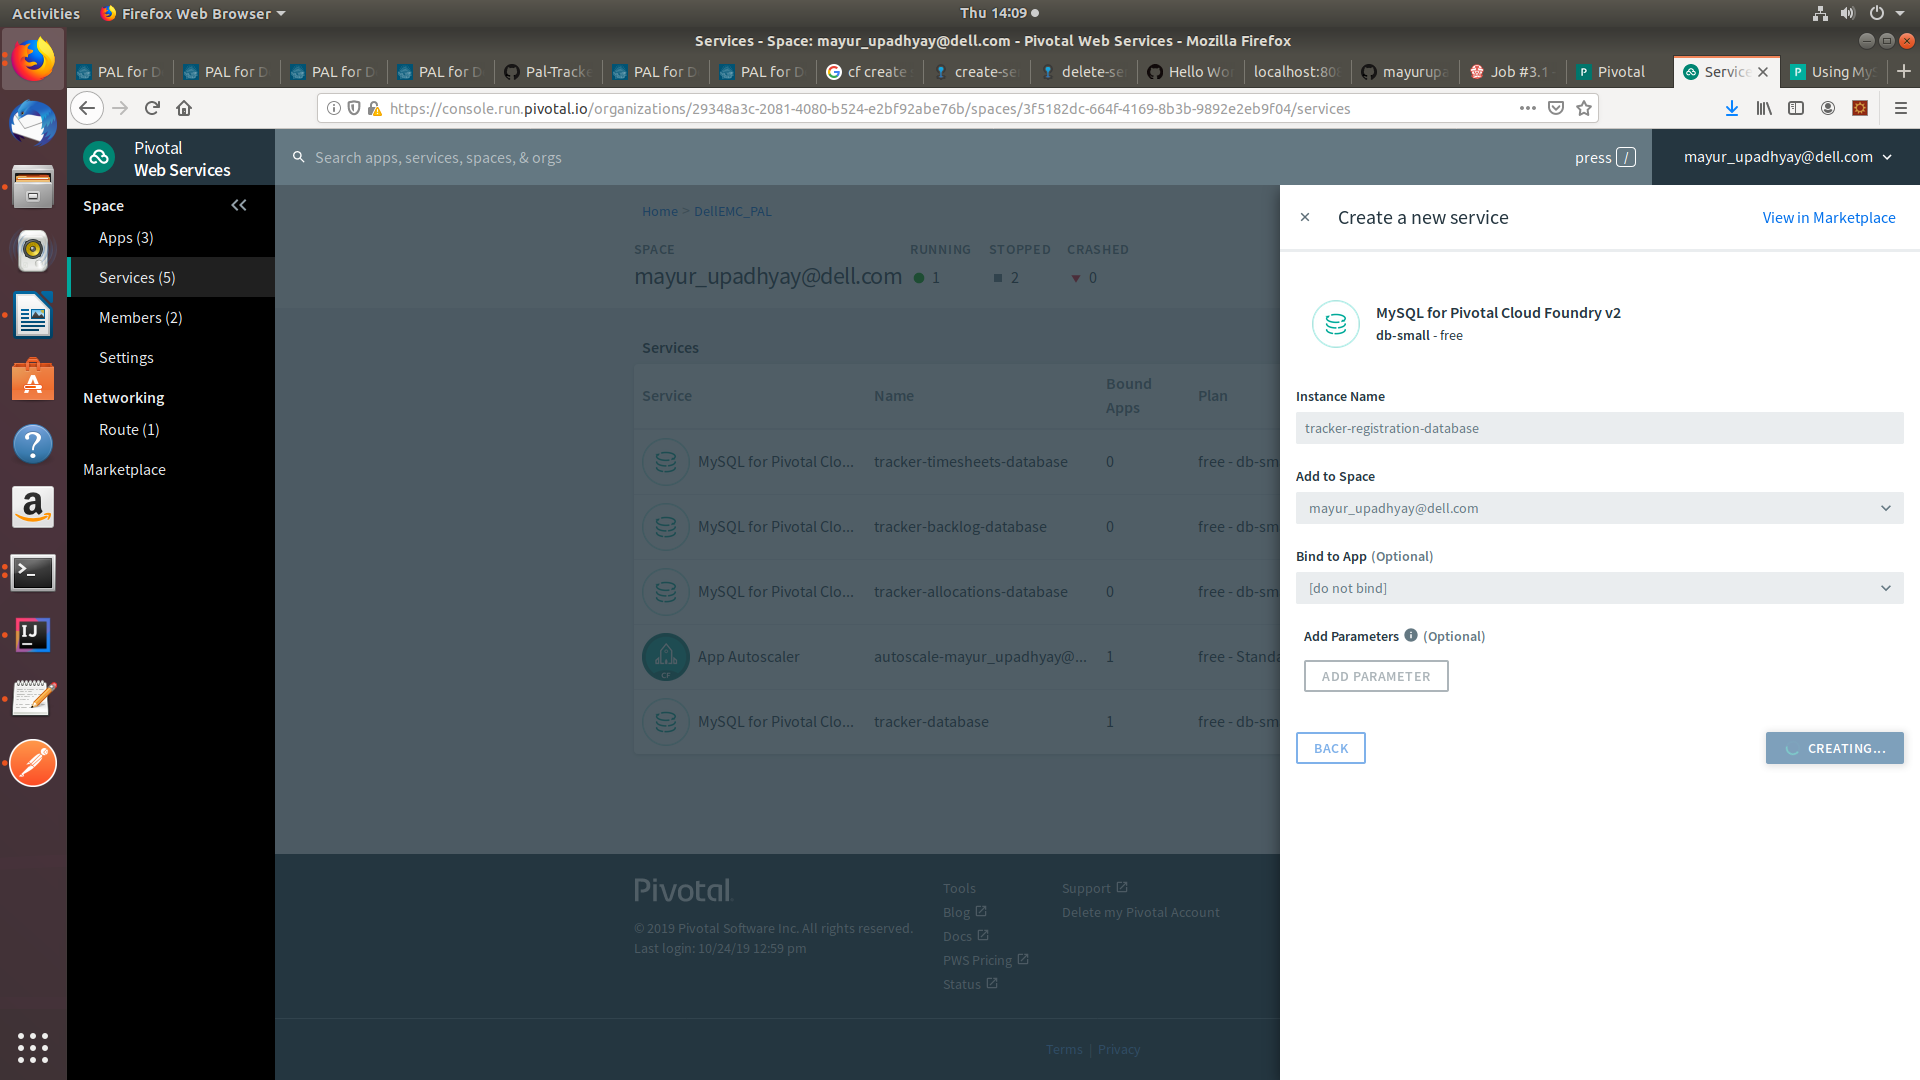 Activities
Firefox Web Browser
Thu 14:09
Services - Space: mayur_upadhyay@dell.com - Pivotal Web Services - Mozilla Firefox
PAL for D
PAL for D
PAL for D
PAL for D
Pal-Track
PAL for D
PAL for D
cf create
create-se
delete-se
Hello Wo
localhost:808
mayurupa
Job #3.1
Pivotal
Service
Using My
https://console.run.pivotal.io/organizations/29348a3c-2081-4080-b524-e2bf92abe76b/spaces/3f5182dc-664f-4169-8b3b-9892e2eb9f04/services
Pivotal
Web Services
Search apps, services, spaces, & orgs
press /
mayur_upadhyay@dell.com
Space
Apps (3)
Services (5)
Members (2)
Settings
Networking
Route (1)
Marketplace
Home > DellEMC_PAL
SPACE
mayur_upadhyay@dell.com
RUNNING
1
STOPPED
2
CRASHED
0
Services
Service Name Bound Apps Plan
MySQL for Pivotal Clo... tracker-timesheets-database 0 free - db-sm
MySQL for Pivotal Clo... tracker-backlog-database 0 free - db-sm
MySQL for Pivotal Clo... tracker-allocations-database 0 free - db-sm
CF
App Autoscaler autoscale-mayur_upadhyay@... 1 free - Standa
MySQL for Pivotal Clo... tracker-database 1 free - db-sm
Pivotal.
© 2019 Pivotal Software Inc. All rights reserved.
Last login: 10/24/19 12:59 pm
Tools
Blog
Docs
PWS Pricing
Status
Support
Delete my Pivotal Account
Terms | Privacy
× Create a new service
View in Marketplace
MySQL for Pivotal Cloud Foundry v2
db-small - free
Instance Name
tracker-registration-database
Add to Space
mayur_upadhyay@dell.com
Bind to App (Optional)
[do not bind]
Add Parameters (Optional)
ADD PARAMETER
BACK
CREATING...